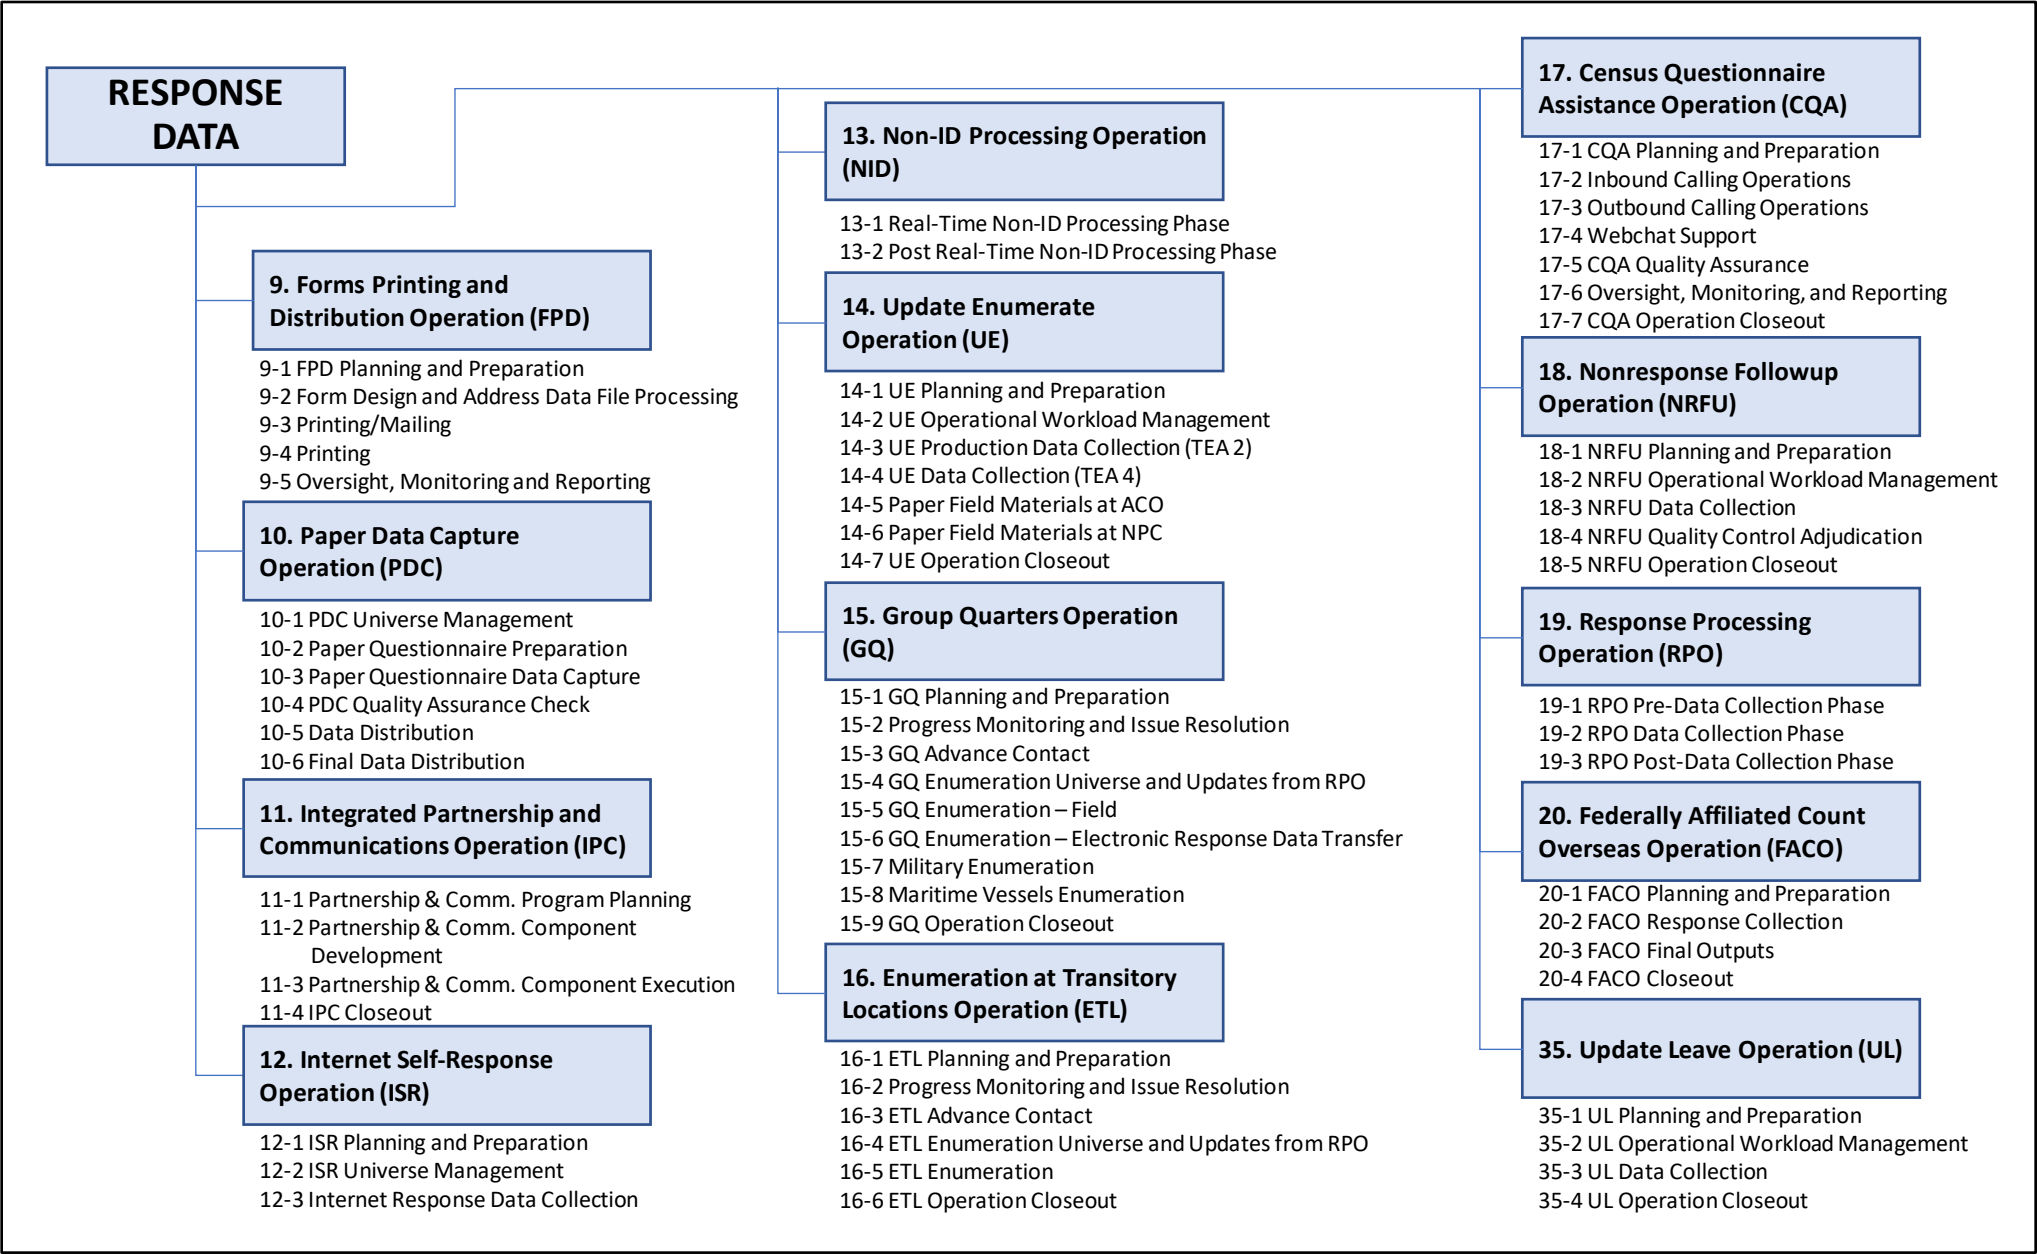 RESPONSE
DATA
9. Forms Printing and
Distribution Operation (FPD)
9-1 FPD Planning and Preparation
9-2 Form Design and Address Data File Processing
9-3 Printing/Mailing
9-4 Printing
9-5 Oversight, Monitoring and Reporting
10. Paper Data Capture
Operation (PDC)
10-1 PDC Universe Management
10-2 Paper Questionnaire Preparation
10-3 Paper Questionnaire Data Capture
10-4 PDC Quality Assurance Check
10-5 Data Distribution
10-6 Final Data Distribution
11. Integrated Partnership and
Communications Operation (IPC)
11-1 Partnership & Comm. Program Planning
11-2 Partnership & Comm. Component
Development
11-3 Partnership & Comm. Component Execution
11-4 IPC Closeout
12. Internet Self-Response
Operation (ISR)
12-1 ISR Planning and Preparation
12-2 ISR Universe Management
12-3 Internet Response Data Collection
13. Non-ID Processing Operation
(NID)
13-1 Real-Time Non-ID Processing Phase
13-2 Post Real-Time Non-ID Processing Phase
14. Update Enumerate
Operation (UE)
14-1 UE Planning and Preparation
14-2 UE Operational Workload Management
14-3 UE Production Data Collection (TEA 2)
14-4 UE Data Collection (TEA 4)
14-5 Paper Field Materials at ACO
14-6 Paper Field Materials at NPC
14-7 UE Operation Closeout
15. Group Quarters Operation
(GQ)
15-1 GQ Planning and Preparation
15-2 Progress Monitoring and Issue Resolution
15-3 GQ Advance Contact
15-4 GQ Enumeration Universe and Updates from RPO
15-5 GQ Enumeration – Field
15-6 GQ Enumeration – Electronic Response Data Transfer
15-7 Military Enumeration
15-8 Maritime Vessels Enumeration
15-9 GQ Operation Closeout
16. Enumeration at Transitory
Locations Operation (ETL)
16-1 ETL Planning and Preparation
16-2 Progress Monitoring and Issue Resolution
16-3 ETL Advance Contact
16-4 ETL Enumeration Universe and Updates from RPO
16-5 ETL Enumeration
16-6 ETL Operation Closeout
17. Census Questionnaire
Assistance Operation (CQA)
17-1 CQA Planning and Preparation
17-2 Inbound Calling Operations
17-3 Outbound Calling Operations
17-4 Webchat Support
17-5 CQA Quality Assurance
17-6 Oversight, Monitoring, and Reporting
17-7 CQA Operation Closeout
18. Nonresponse Followup
Operation (NRFU)
18-1 NRFU Planning and Preparation
18-2 NRFU Operational Workload Management
18-3 NRFU Data Collection
18-4 NRFU Quality Control Adjudication
18-5 NRFU Operation Closeout
19. Response Processing
Operation (RPO)
19-1 RPO Pre-Data Collection Phase
19-2 RPO Data Collection Phase
19-3 RPO Post-Data Collection Phase
20. Federally Affiliated Count
Overseas Operation (FACO)
20-1 FACO Planning and Preparation
20-2 FACO Response Collection
20-3 FACO Final Outputs
20-4 FACO Closeout
35. Update Leave Operation (UL)
35-1 UL Planning and Preparation
35-2 UL Operational Workload Management
35-3 UL Data Collection
35-4 UL Operation Closeout